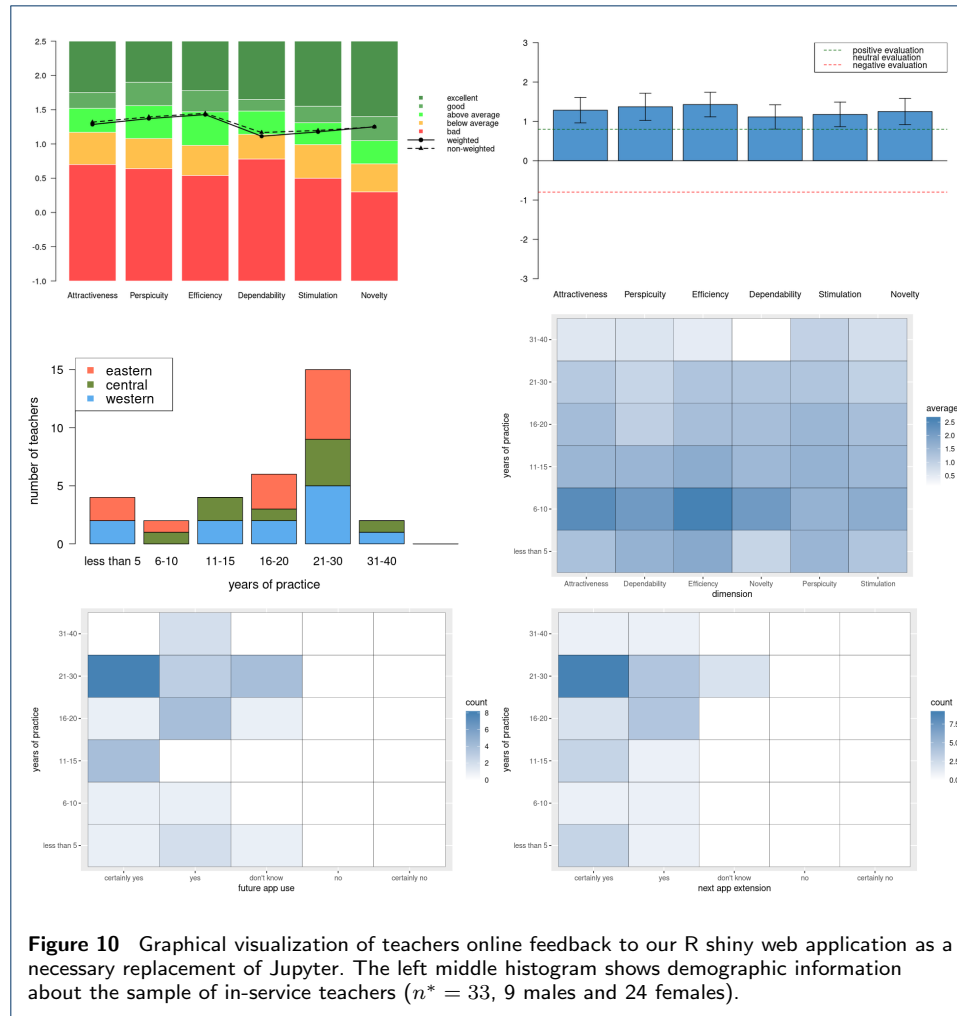 2.5
2.0
1.5
1.0
0.5
0.0
-0.5
-1.0
Attractiveness Perspicuity Efficiency Dependability Stimulation Novelty
excellent
good
above average
below average
bad
weighted
non-weighted
3
2
1
0
-1
-2
-3
positive evaluation
neutral evaluation
negative evaluation
Attractiveness Perspicuity Efficiency Dependability Stimulation Novelty
number of teachers
15
10
5
0
eastern
central
western
less than 5 6-10 11-15 16-20 21-30 31-40
years of practice
years of practice
31-40
21-30
16-20
11-15
6-10
less than 5
Attractiveness Dependability Efficiency Novelty Perspicuity Stimulation
dimension
average
2.5
2.0
1.5
1.0
0.5
years of practice
31-40
21-30
16-20
11-15
6-10
less than 5
certainly yes yes don't know no certainly no
future app use
count
8
6
4
2
0
years of practice
31-40
21-30
16-20
11-15
6-10
less than 5
certainly yes yes don't know no certainly no
next app extension
count
7.5
5.0
2.5
0.0
Figure 10 Graphical visualization of teachers online feedback to our R shiny web application as a
necessary replacement of Jupyter. The left middle histogram shows demographic information
about the sample of in-service teachers (n* = 33, 9 males and 24 females).